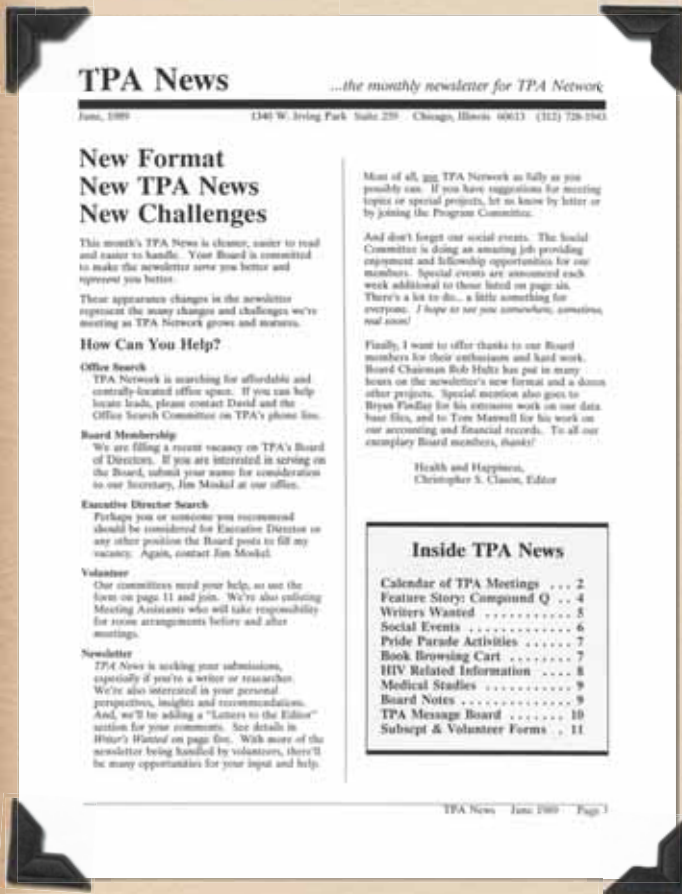 TPA News
...the monthly newsletter for TPA Network
June, 1989 1340 W. Irving Park Suite 259 Chicago, Illinois 60613 (312) 728-1943
New Format
New TPA News
New Challenges
This month's TPA News is cleaner, easier to read
and easier to handle. Your Board is committed
to make the newsletter serve you better and
represent you better.
These appearance changes in the newsletter
represent the many changes and challenges we're
meeting as TPA Network grows and matures.
How Can You Help?
Office Search
TPA Network is searching for affordable and
centrally-located office space. If you can help
locate leads, please contact David and the
Office Search Committee on TPA's phone line.
Board Membership
We are filling a recent vacancy on TPA's Board
of Directors. If you are interested in serving on
the Board, submit your name for consideration
to our Secretary, Jim Moskel at our office.
Executive Director Search
Perhaps you or someone you recommend
should be considered for Executive Director or
any other position the Board posts to fill my
vacancy. Again, contact Jim Moskel.
Volunteer
Our committees need your help, so use the
form on page 11 and join. We're also enlisting
Meeting Assistants who will take responsibility
for room arrangements before and after
meetings.
Newsletter
TPA News is seeking your submissions,
especially if you're a writer or researcher.
We're also interested in your personal
perspectives, insights and recommendations.
And, we'll be adding a "Letters to the Editor"
section for your comments. See details in
Writer's Wanted on page five. With more of the
newsletter being handled by volunteers, there'll
be many opportunities for your input and help.
Most of all, use TPA Network as fully as you
possibly can. If you have suggestions for meeting
topics or special projects, let us know by letter or
by joining the Program Committee.
And don't forget our social events. The Social
Committee is doing an amazing job providing
enjoyment and fellowship opportunities for our
members. Special events are announced each
week additional to those listed on page six.
There's a lot to do... a little something for
everyone. I hope to see you somewhere, sometime,
real soon!
Finally, I want to offer thanks to our Board
members for their enthusiasm and hard work.
Board Chairman Bob Hultz has put in many
hours on the newsletter's new format and a dozen
other projects. Special mention also goes to
Bryan Findlay for his extensive work on our data
base files, and to Tom Maxwell for his work on
our accounting and financial records. To all our
exemplary Board members, thanks!
Health and Happiness,
Christopher S. Clason, Editor
Inside TPA News
Calendar of TPA Meetings ... 2
Feature Story: Compound Q .. 4
Writers Wanted ........... 5
Social Events ............. 6
Pride Parade Activities ...... 7
Book Browsing Cart ........ 7
HIV Related Information .... 8
Medical Studies ........... 9
Board Notes .............. 9
TPA Message Board ....... 10
Subscpt & Volunteer Forms . 11
TPA News June 1989 Page